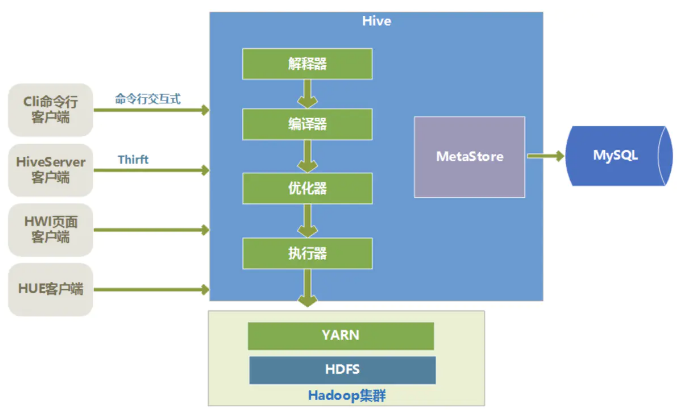 Hive
解释器
Cli命令行
客户端
命令行交互式
编译器
HiveServer
客户端
Thirft
MetaStore
MySQL
优化器
HWI页面
客户端
执行器
HUE客户端
YARN
HDFS
Hadoop集群